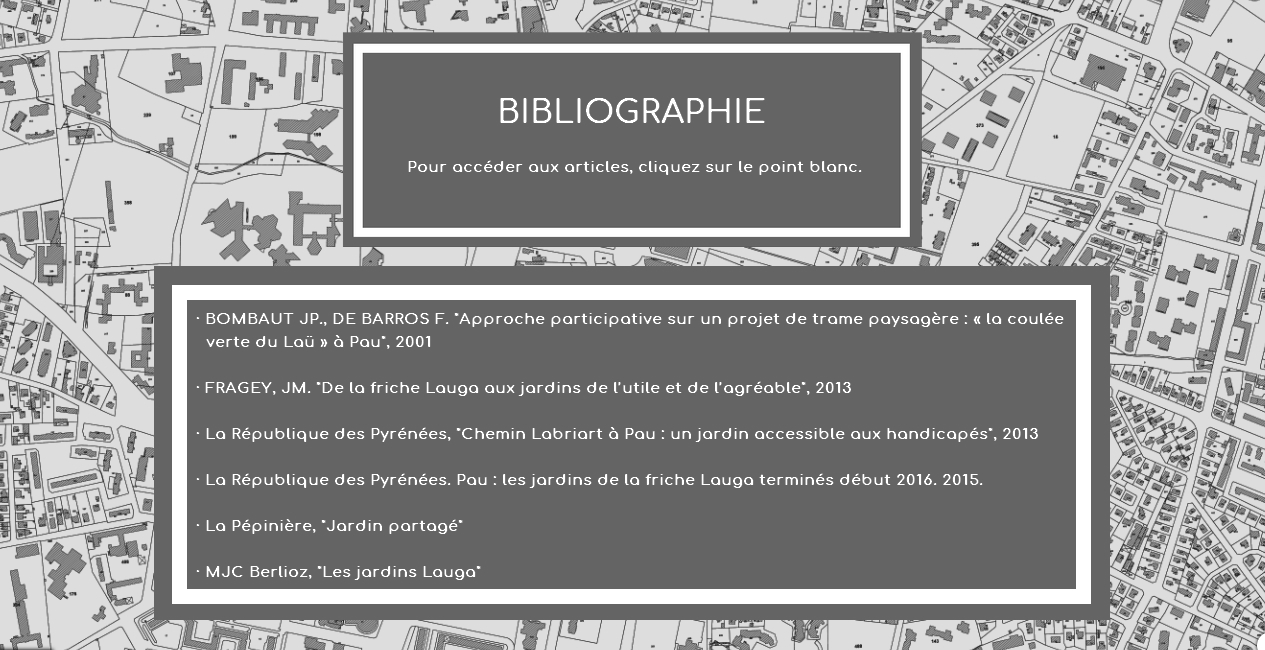 BIBLIOGRAPHIE
Pour accéder aux articles, cliquez sur le point blanc.
· BOMBAUT JP., DE BARROS F. "Approche participative sur un projet de trame paysagère : « la coulée
verte du Laü » à Pau", 2001
· FRAGEY, JM. "De la friche Lauga aux jardins de l'utile et de l'agréable", 2013
· La République des Pyrénées, "Chemin Labriart à Pau : un jardin accessible aux handicapés", 2013
· La République des Pyrénées. Pau : les jardins de la friche Lauga terminés début 2016. 2015.
· La Pépinière, "Jardin partagé"
· MJC Berlioz, "Les jardins Lauga"